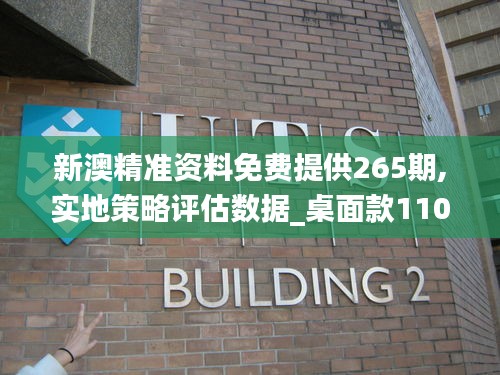 UTS
新澳精准资料免费提供265期,
实地策略评估数据_桌面款110
BUILDING 2